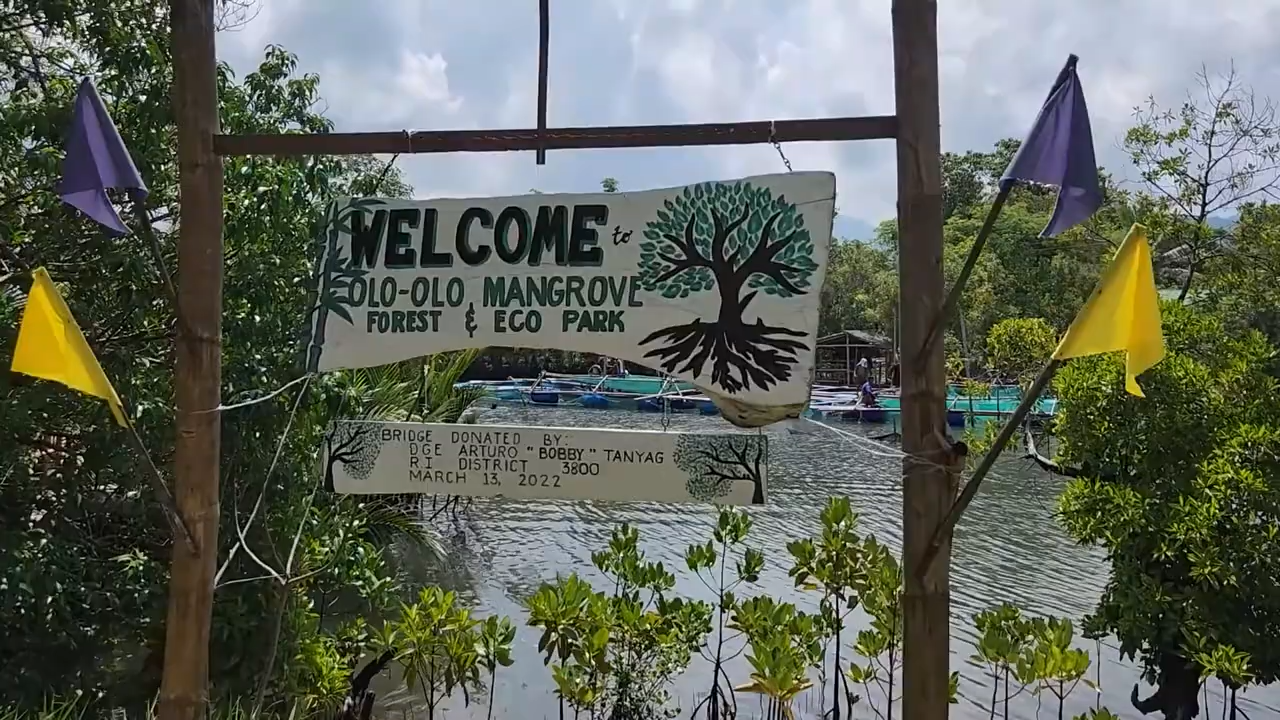 WELCOME to
OLO-OLO MANGROVE
FOREST & ECO PARK
BRIDGE DONATED BY:
DGE ARTURO "BOBBY" TANYAG
R.I. DISTRICT 3800
MARCH 13, 2022